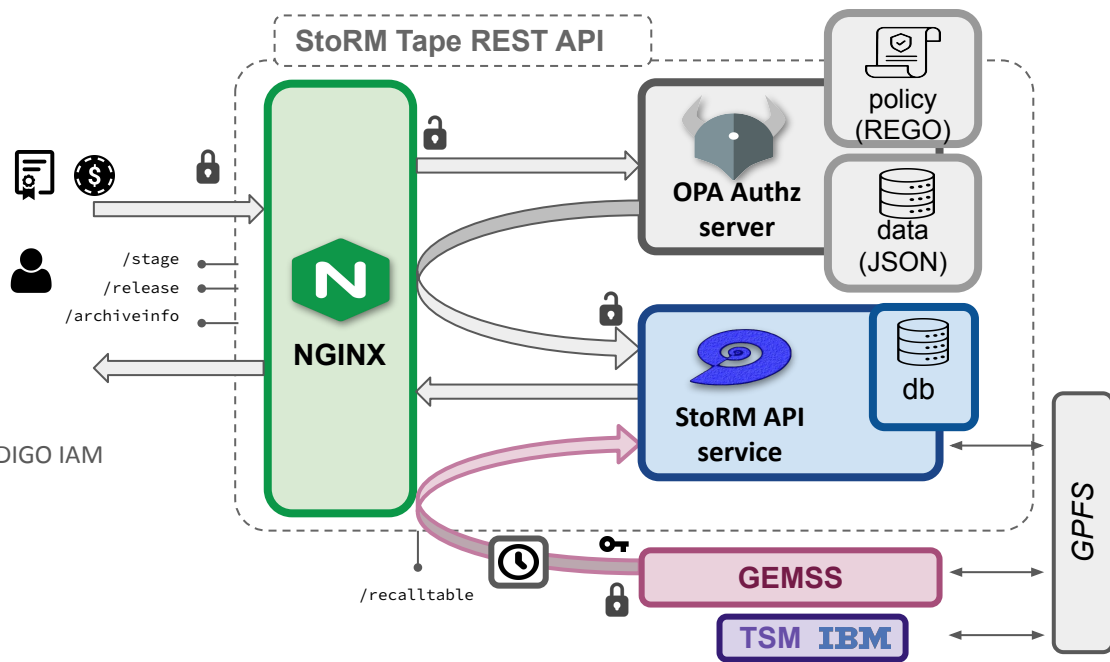 StoRM Tape REST API
policy
(REGO)
OPA Authz
server
data
(JSON)
/stage
/release
/archiveinfo
NGINX
db
StoRM API
service
DIGO IAM
GPFS
/recalltable
GEMSS
TSM IBM